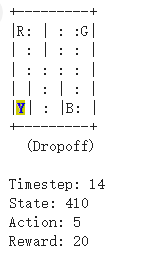 +---------+
|R: | : :G|
| : | : : |
| : : : : |
| | : | : |
|Y| : |B: |
+---------+
(Dropoff)
Timestep: 14
State: 410
Action: 5
Reward: 20